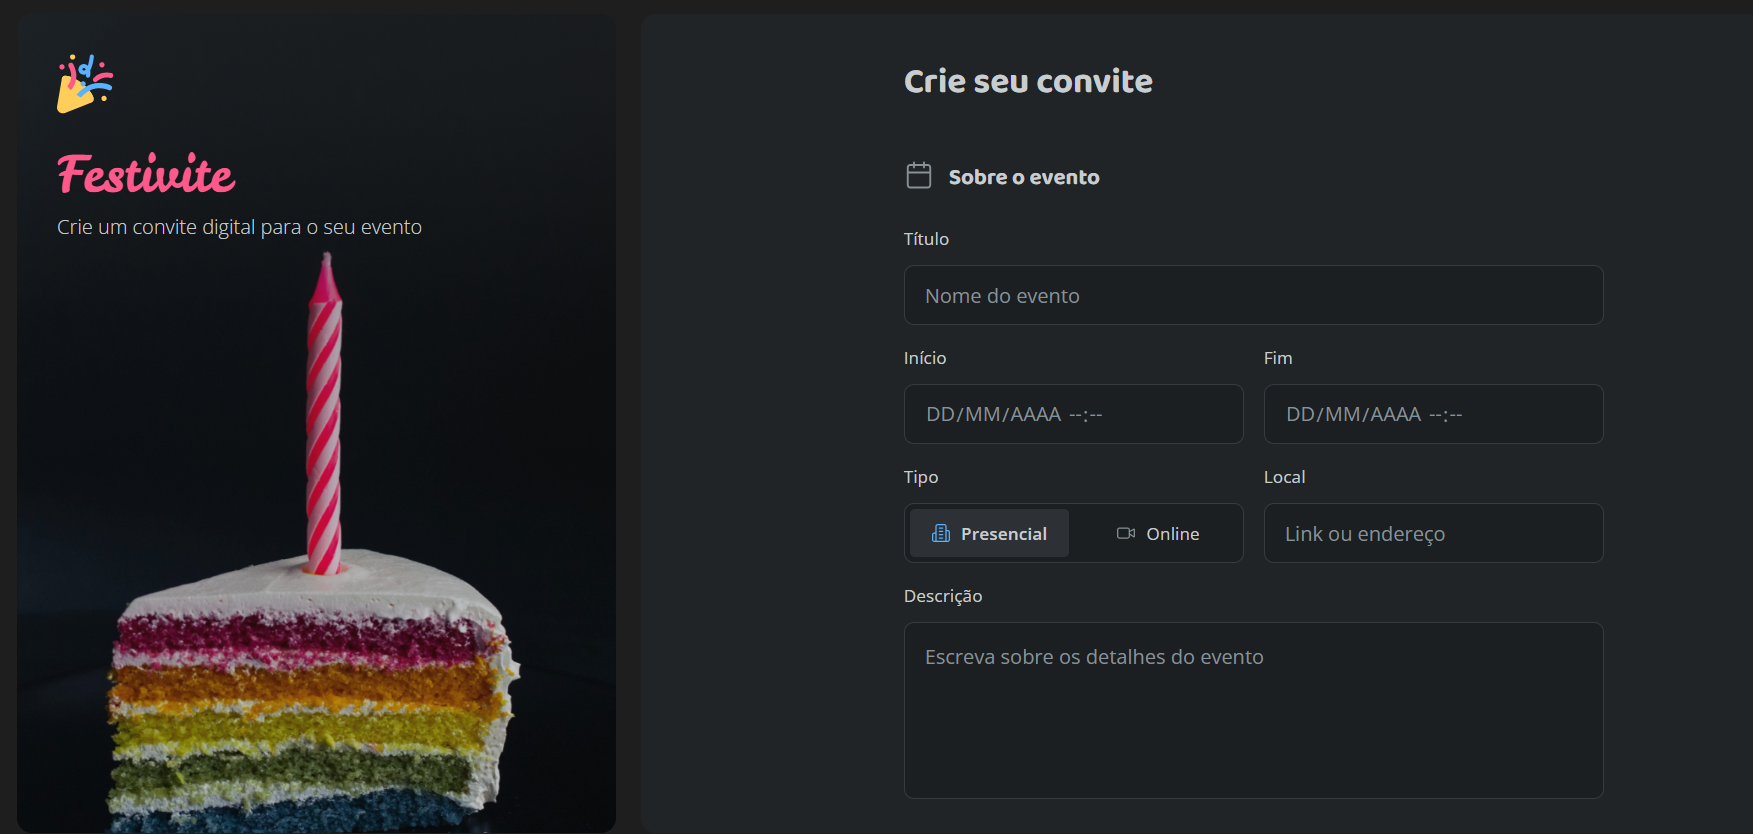 Festivite
Crie um convite digital para o seu evento
Crie seu convite
Sobre o evento
Título
Nome do evento
Início
Fim
DD/MM/AAAA --:--
DD/MM/AAAA --:--
Tipo
Local
Presencial
Online
Link ou endereço
Descrição
Escreva sobre os detalhes do evento